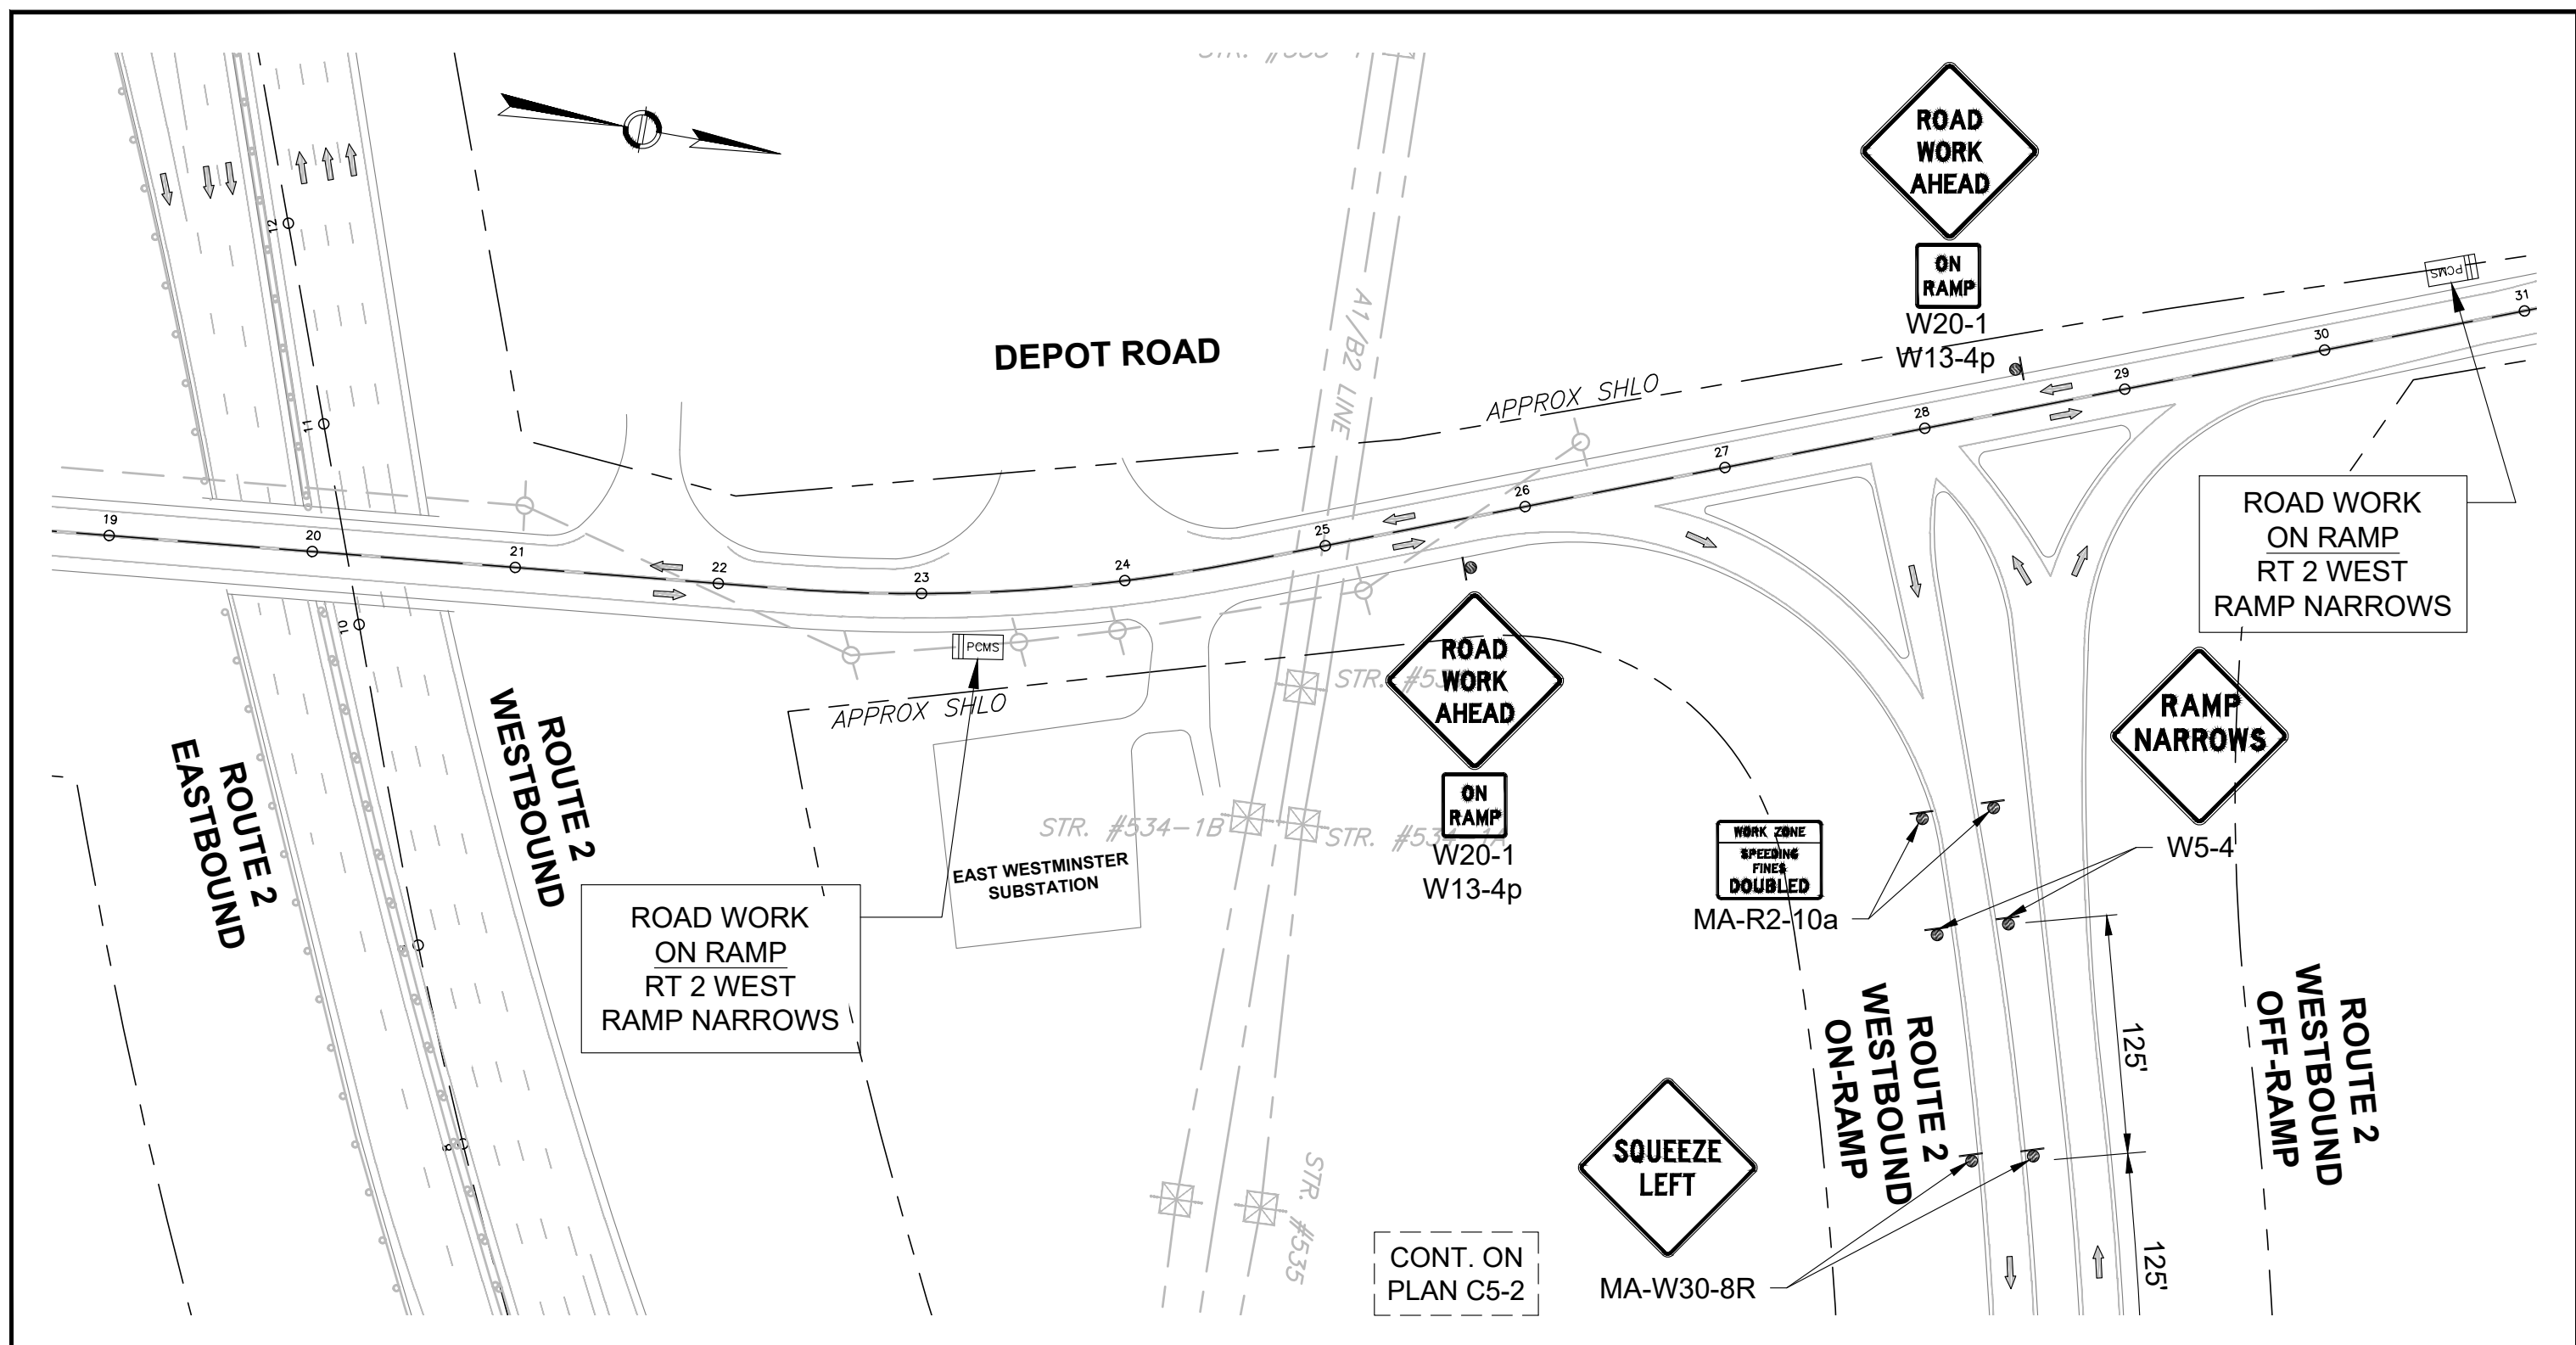 ROAD
WORK
AHEAD
ON
RAMP
W20-1
W13-4p
DEPOT ROAD
A1/B2 LINE
APPROX SHLO
PCMS
12
11
10
19
20
21
22
23
24
25
26
27
28
29
30
31
ROAD WORK
ON RAMP
RT 2 WEST
RAMP NARROWS
PCMS
APPROX SHLO
ROUTE 2
EASTBOUND
ROUTE 2
WESTBOUND
ROAD
WORK
AHEAD
ON
RAMP
W20-1
W13-4p
RAMP
NARROWS
W5-4
STR. #534-1B
EAST WESTMINSTER
SUBSTATION
WORK ZONE
SPEEDING
FINES
DOUBLED
MA-R2-10a
ROAD WORK
ON RAMP
RT 2 WEST
RAMP NARROWS
ROUTE 2
WESTBOUND
ON-RAMP
ROUTE 2
WESTBOUND
OFF-RAMP
125'
125'
SQUEEZE
LEFT
MA-W30-8R
STR. #535
CONT. ON
PLAN C5-2